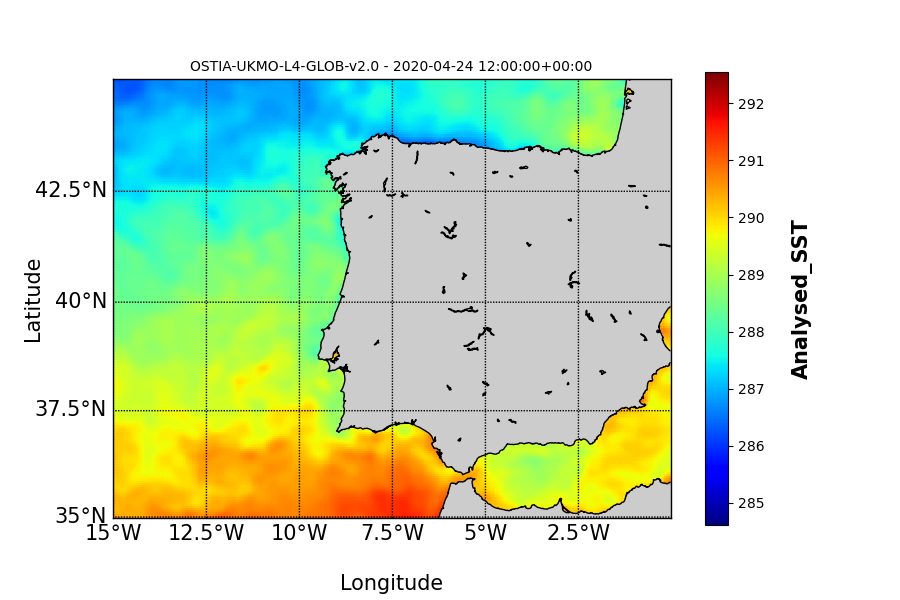 OSTIA-UKMO-L4-GLOB-v2.0 - 2020-04-24 12:00:00+00:00
42.5°N
40°N
37.5°N
35°N
Latitude
15°W 12.5°W 10°W 7.5°W 5°W 2.5°W
Longitude
292
291
290
289
288
287
286
285
Analysed_SST